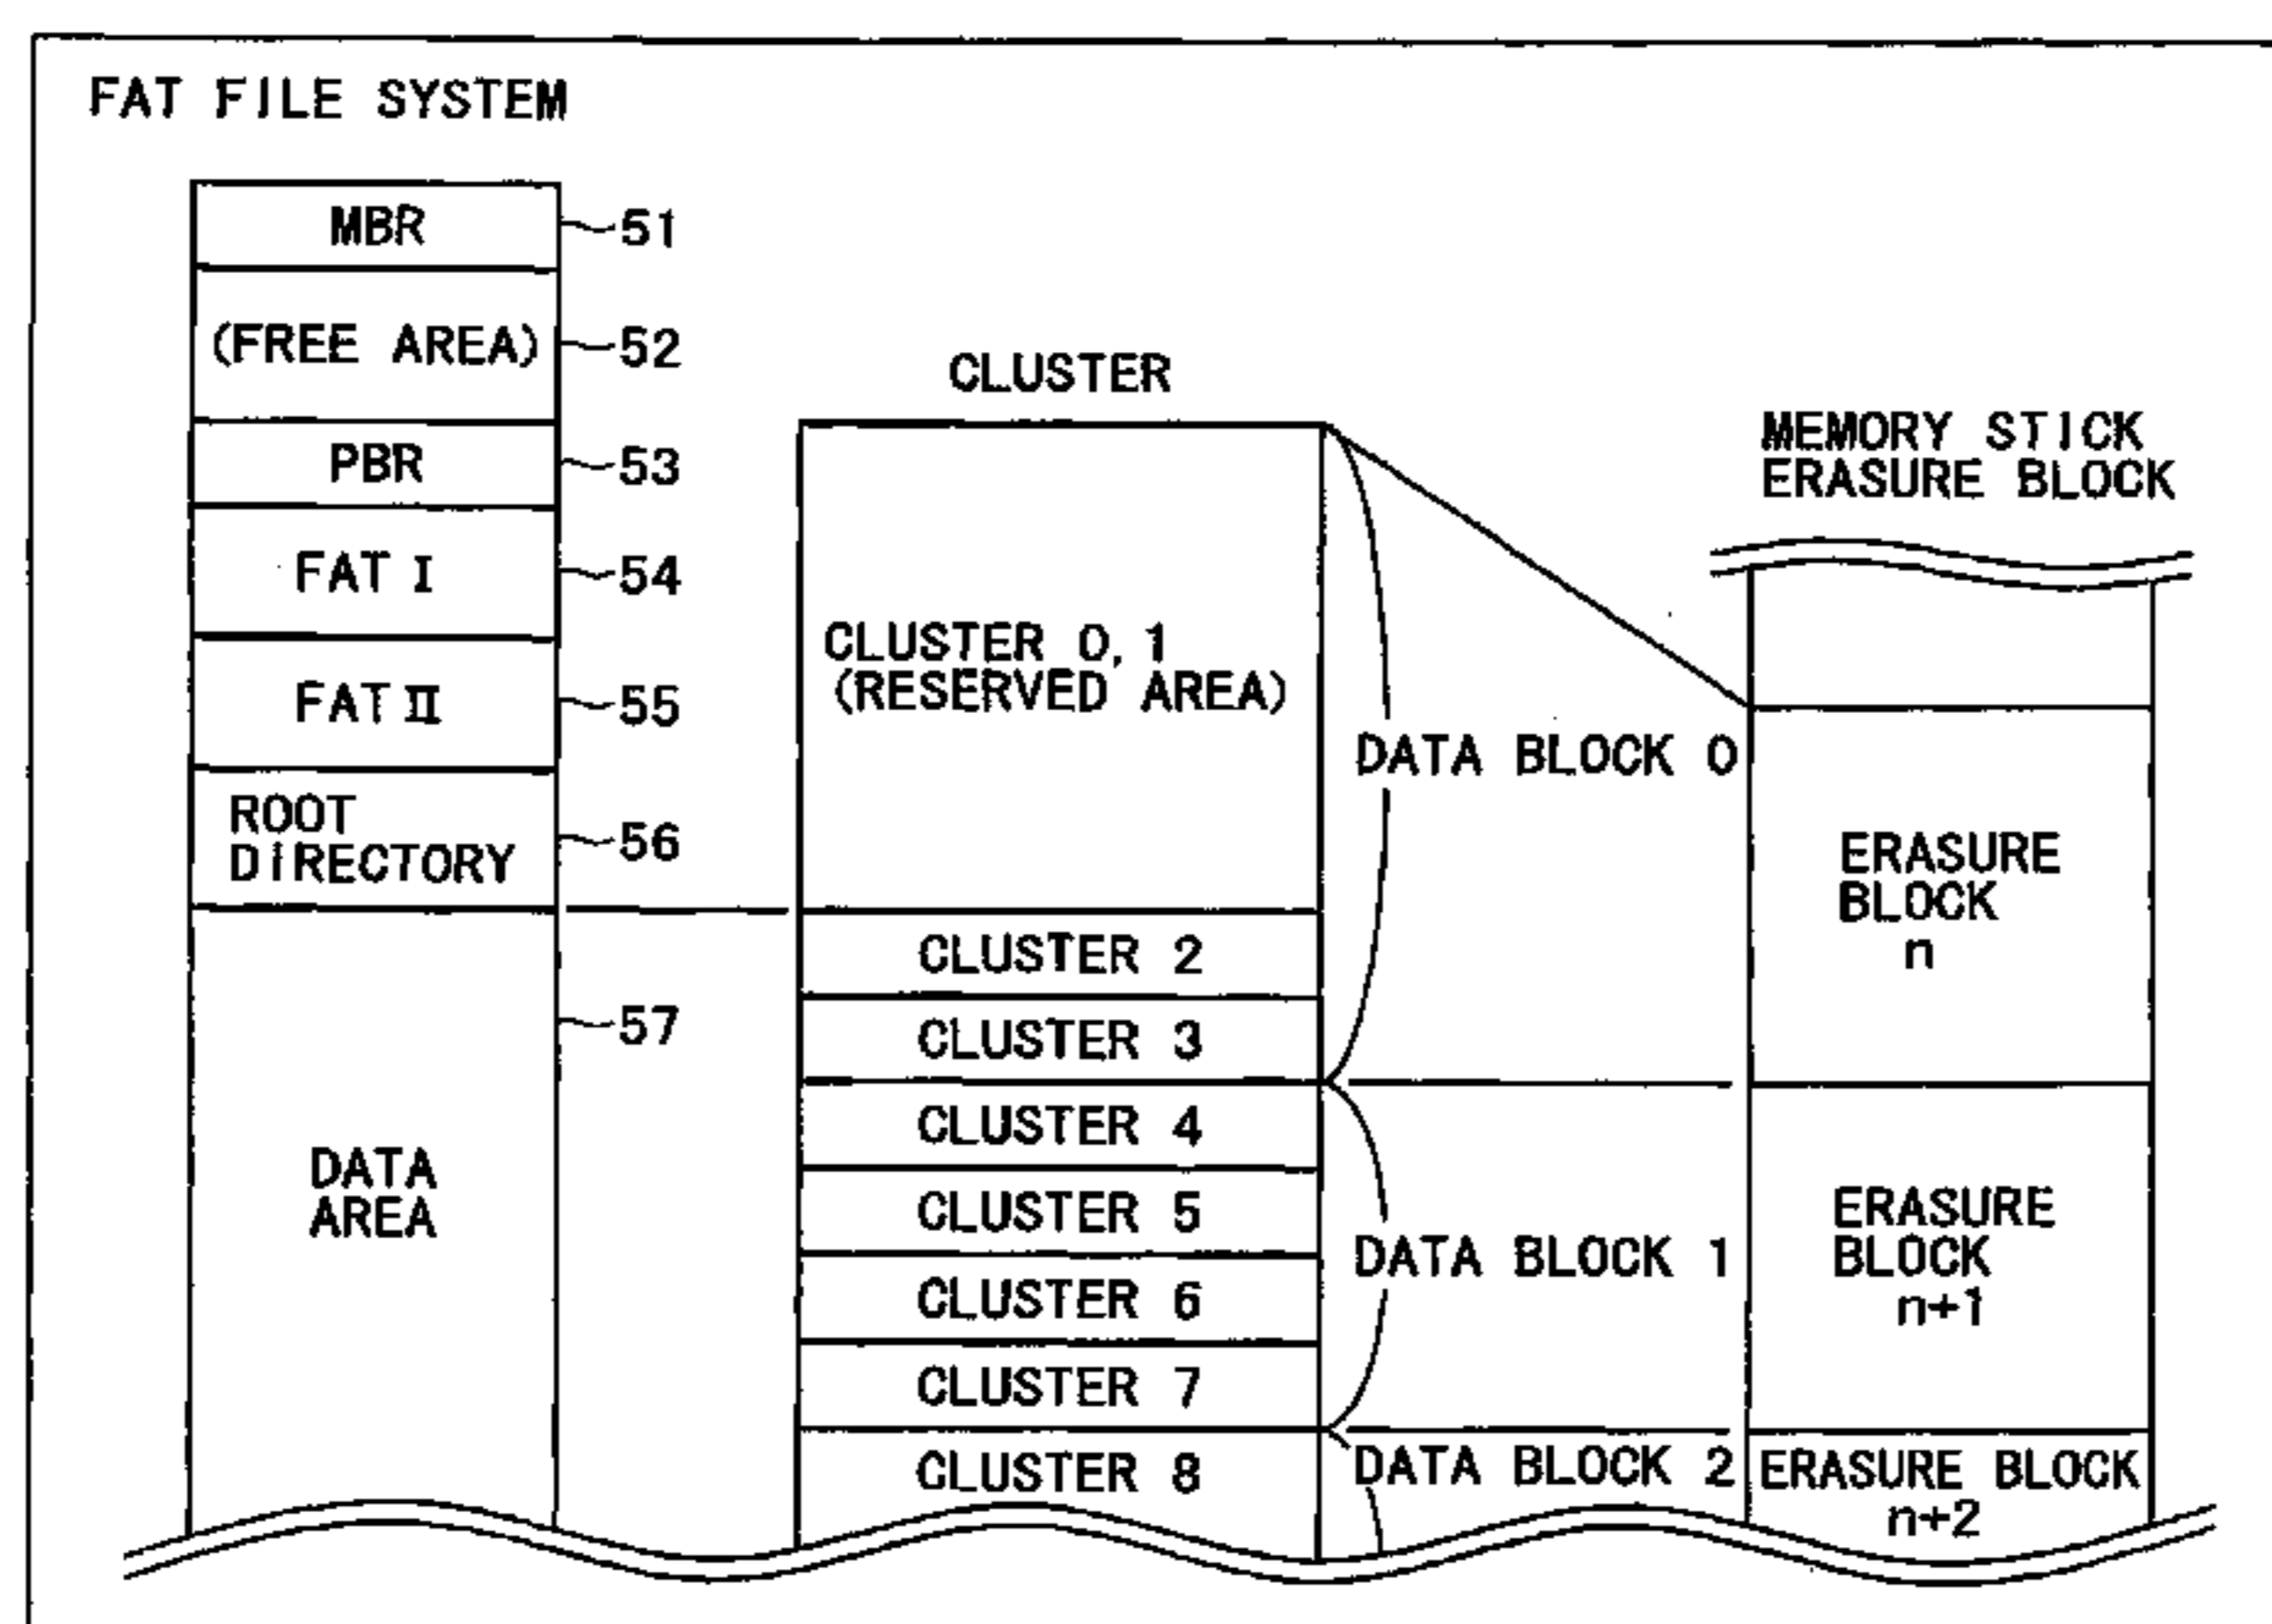 FAT FILE SYSTEM
MBR
51
(FREE AREA)
52
PBR
53
FAT I
54
FAT II
55
ROOT
DIRECTORY
56
DATA
AREA
57
CLUSTER
CLUSTER 0, 1
(RESERVED AREA)
CLUSTER 2
CLUSTER 3
CLUSTER 4
CLUSTER 5
CLUSTER 6
CLUSTER 7
CLUSTER 8
DATA BLOCK 0
DATA BLOCK 1
DATA BLOCK 2
MEMORY STICK
ERASURE BLOCK
ERASURE
BLOCK
n
ERASURE
BLOCK
n+1
ERASURE BLOCK
n+2